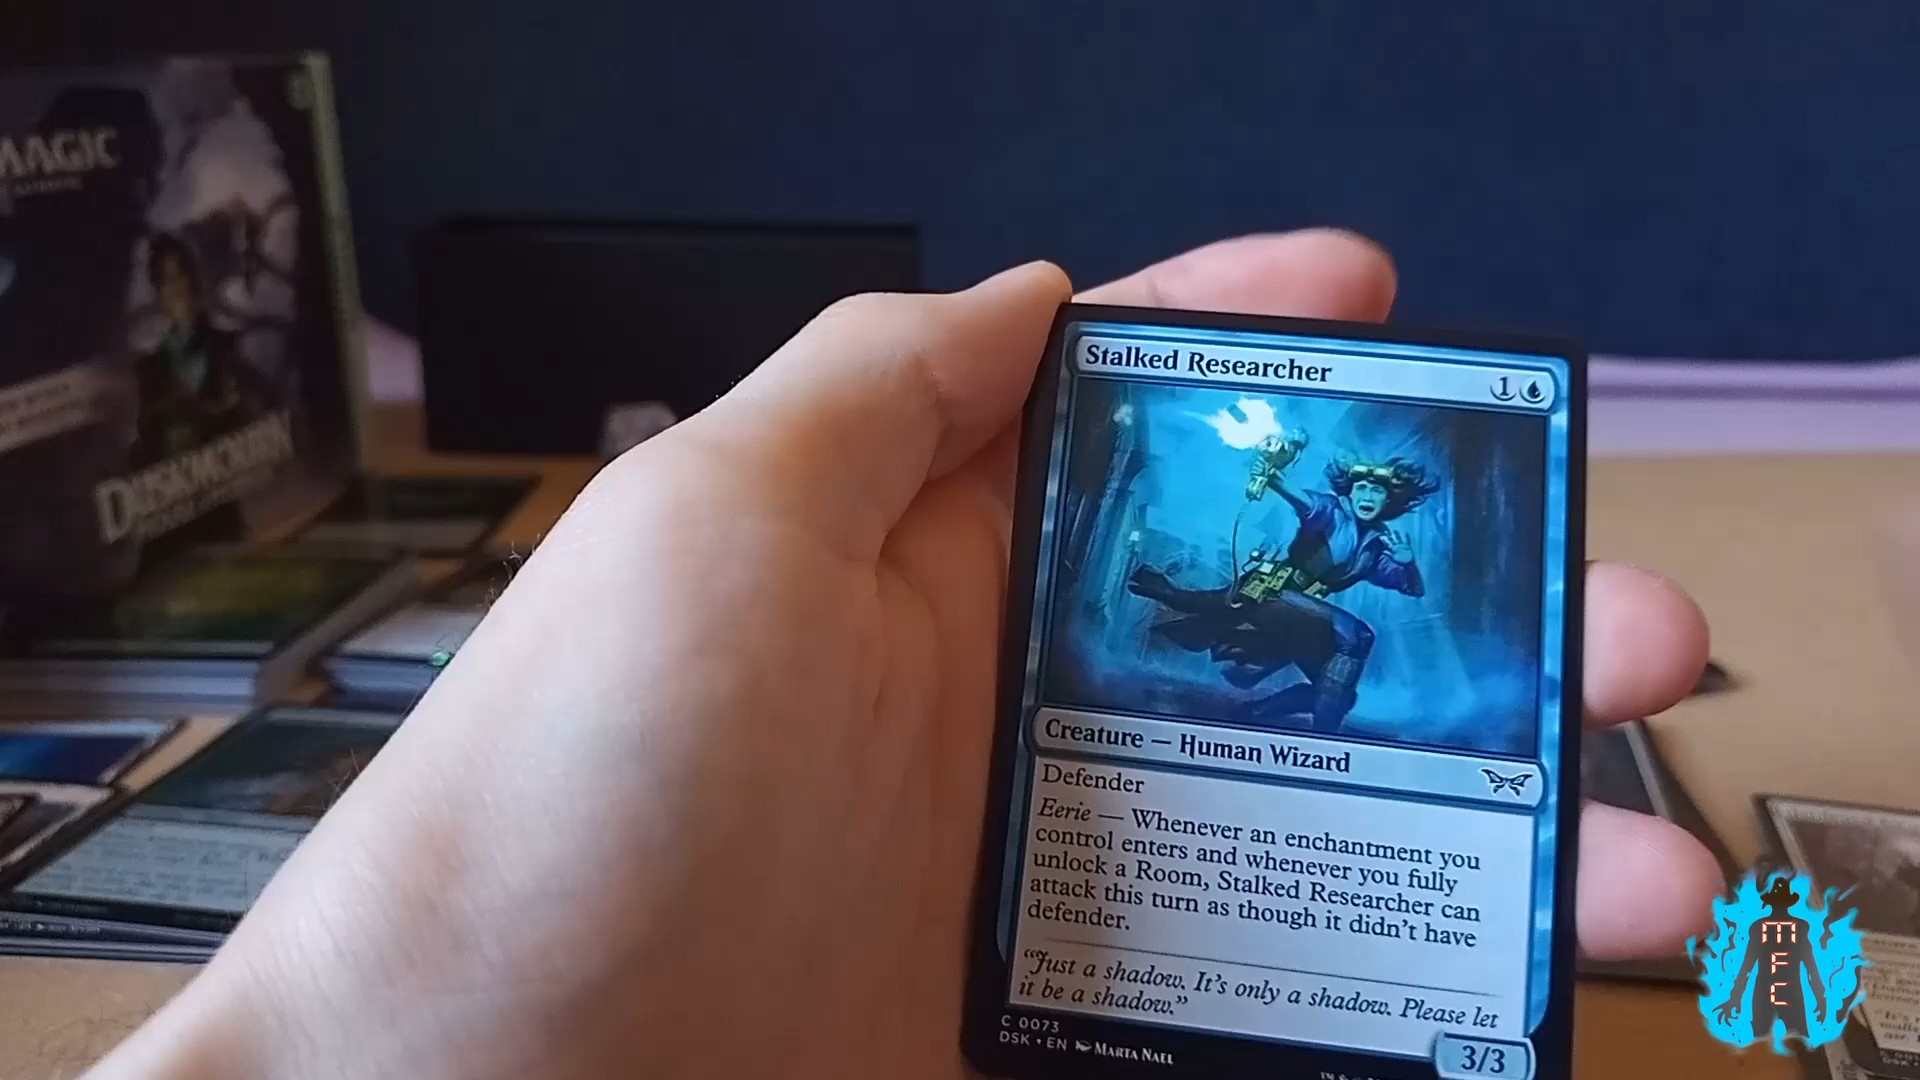 MAGIC
DUSKMOURN
Stalked Researcher
1
Creature — Human Wizard
Defender
Eerie — Whenever an enchantment you
control enters and whenever you fully
unlock a Room, Stalked Researcher can
attack this turn as though it didn't have
defender.
“Just a shadow. It's only a shadow. Please let
it be a shadow.”
C 0073
DSK • EN Marta Nael
3/3
MFC